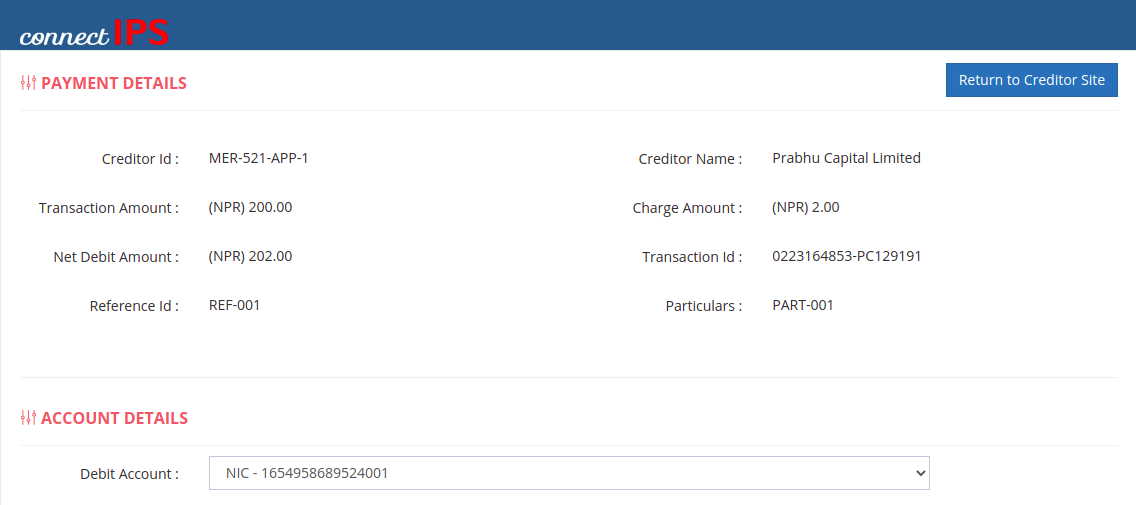 connectIPS
PAYMENT DETAILS
Return to Creditor Site
Creditor Id : MER-521-APP-1 Creditor Name : Prabhu Capital Limited
Transaction Amount : (NPR) 200.00 Charge Amount : (NPR) 2.00
Net Debit Amount : (NPR) 202.00 Transaction Id : 0223164853-PC129191
Reference Id : REF-001 Particulars : PART-001
ACCOUNT DETAILS
Debit Account : NIC - 1654958689524001